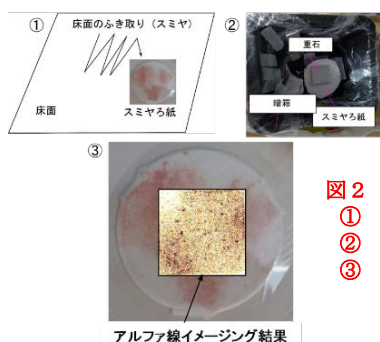 ①
床面のふき取り（スミヤ）
床面
スミヤろ紙
②
重石
暗箱
スミヤろ紙
③
アルファ線イメージング結果
図２
①
②
③